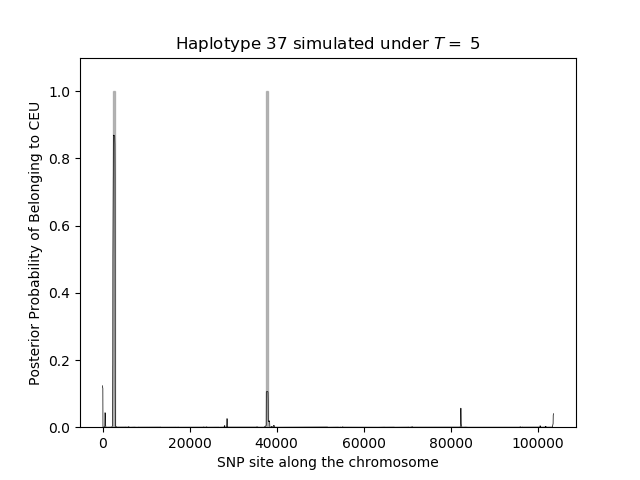 Haplotype 37 simulated under T = 5
Posterior Probability of Belonging to CEU
1.0
0.8
0.6
0.4
0.2
0.0
0 20000 40000 60000 80000 100000
SNP site along the chromosome